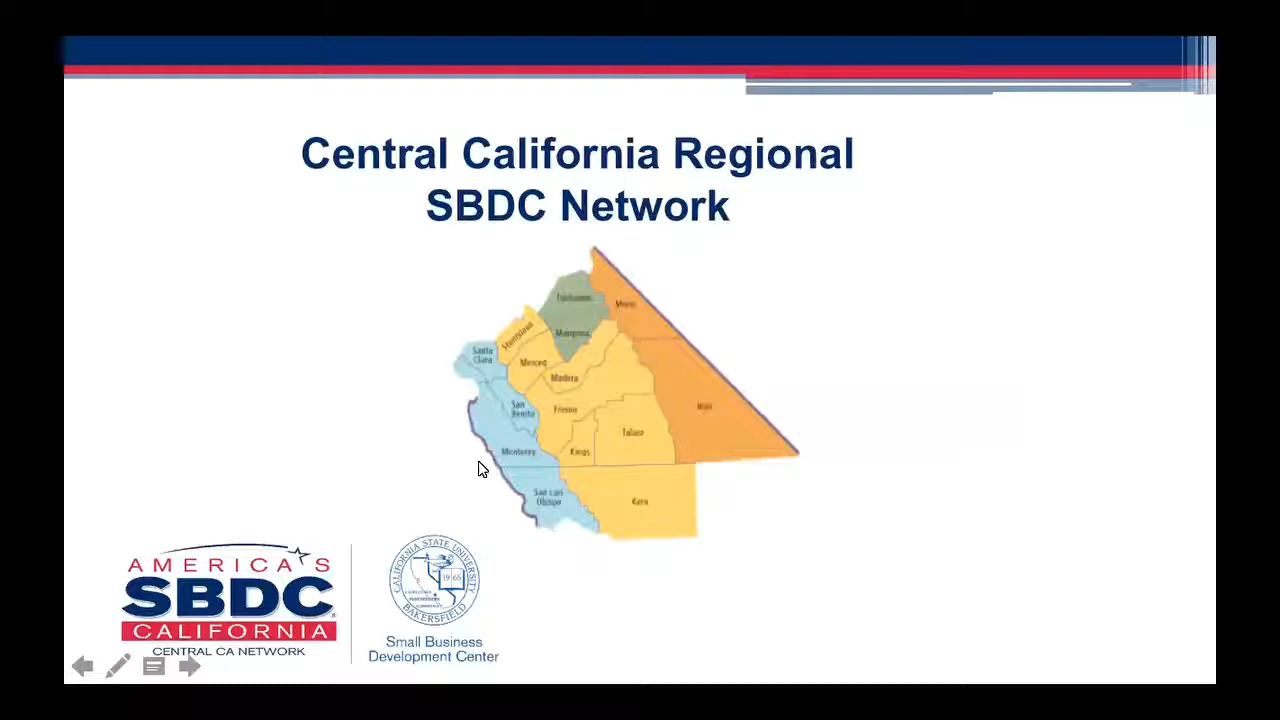 Central California Regional
SBDC Network
Tuolumne
Mono
Mariposa
Stanislaus
Santa
Clara
Merced
Madera
San
Benito
Fresno
Inyo
Tulare
Monterey
Kings
San Luis
Obispo
Kern
AMERICA'S
SBDC
CALIFORNIA
CENTRAL CA NETWORK
CALIFORNIA STATE UNIVERSITY
1965
BAKERSFIELD
Small Business
Development Center